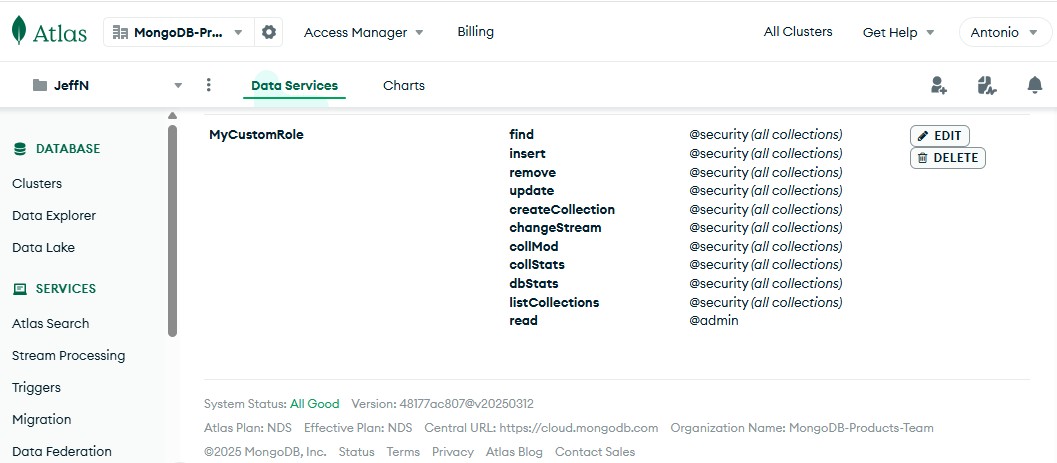 Atlas MongoDB-Pr... Access Manager Billing All Clusters Get Help Antonio
JeffN Data Services Charts
DATABASE
Clusters
Data Explorer
Data Lake
SERVICES
Atlas Search
Stream Processing
Triggers
Migration
Data Federation
MyCustomRole find @security (all collections) EDIT
insert @security (all collections) DELETE
remove @security (all collections)
update @security (all collections)
createCollection @security (all collections)
changeStream @security (all collections)
collMod @security (all collections)
collStats @security (all collections)
dbStats @security (all collections)
listCollections @security (all collections)
read @admin
System Status: All Good Version: 48177ac807@v20250312
Atlas Plan: NDS Effective Plan: NDS Central URL: https://cloud.mongodb.com Organization Name: MongoDB-Products-Team
©2025 MongoDB, Inc. Status Terms Privacy Atlas Blog Contact Sales